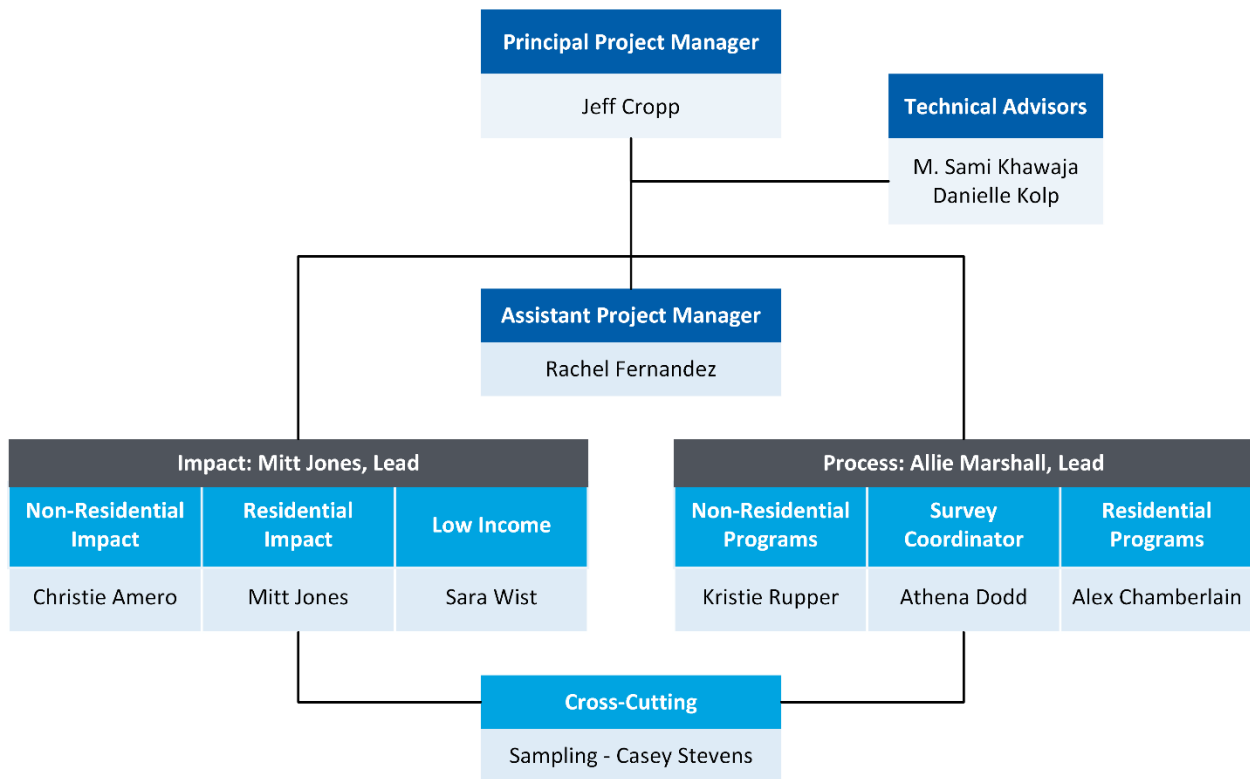 Principal Project Manager
Jeff Cropp
Technical Advisors
M. Sami Khawaja
Danielle Kolp
Assistant Project Manager
Rachel Fernandez
Impact: Mitt Jones, Lead
Non-Residential
Impact
Residential
Impact
Low Income
Christie Amero
Mitt Jones
Sara Wist
Process: Allie Marshall, Lead
Non-Residential
Programs
Survey
Coordinator
Residential
Programs
Kristie Rupper
Athena Dodd
Alex Chamberlain
Cross-Cutting
Sampling - Casey Stevens